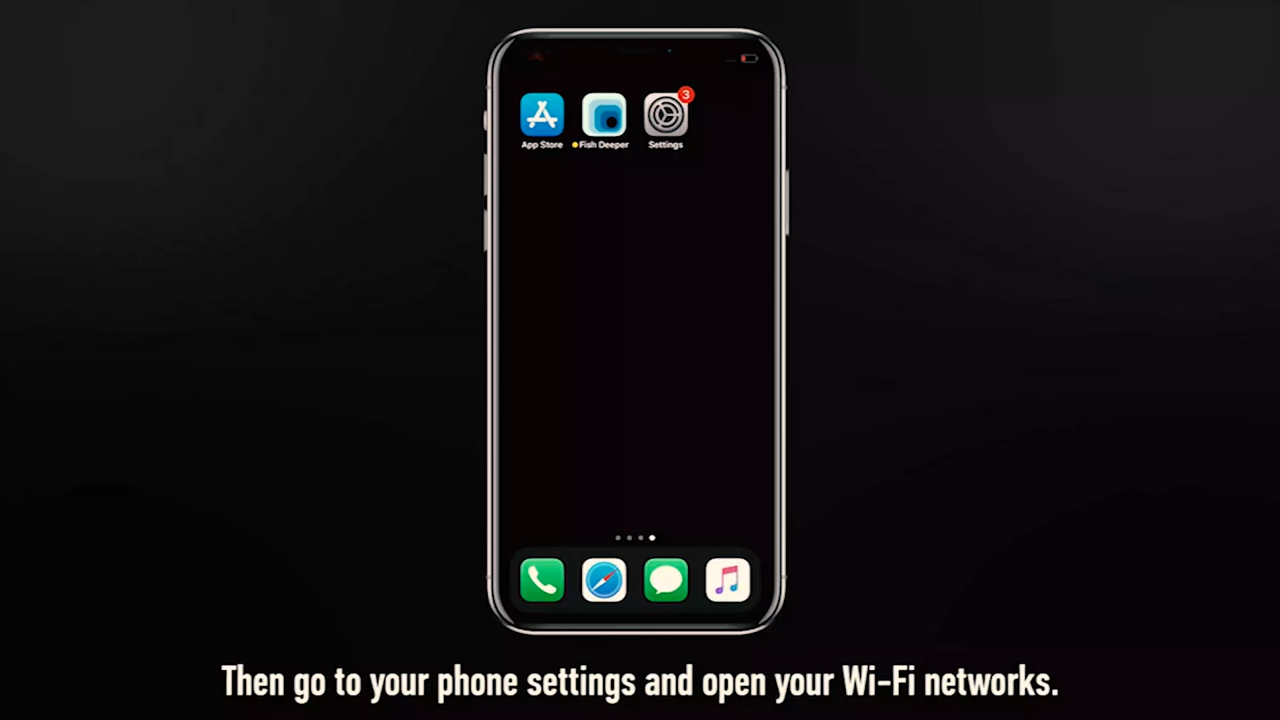 3
App Store
Fish Deeper
Settings
Then go to your phone settings and open your Wi-Fi networks.